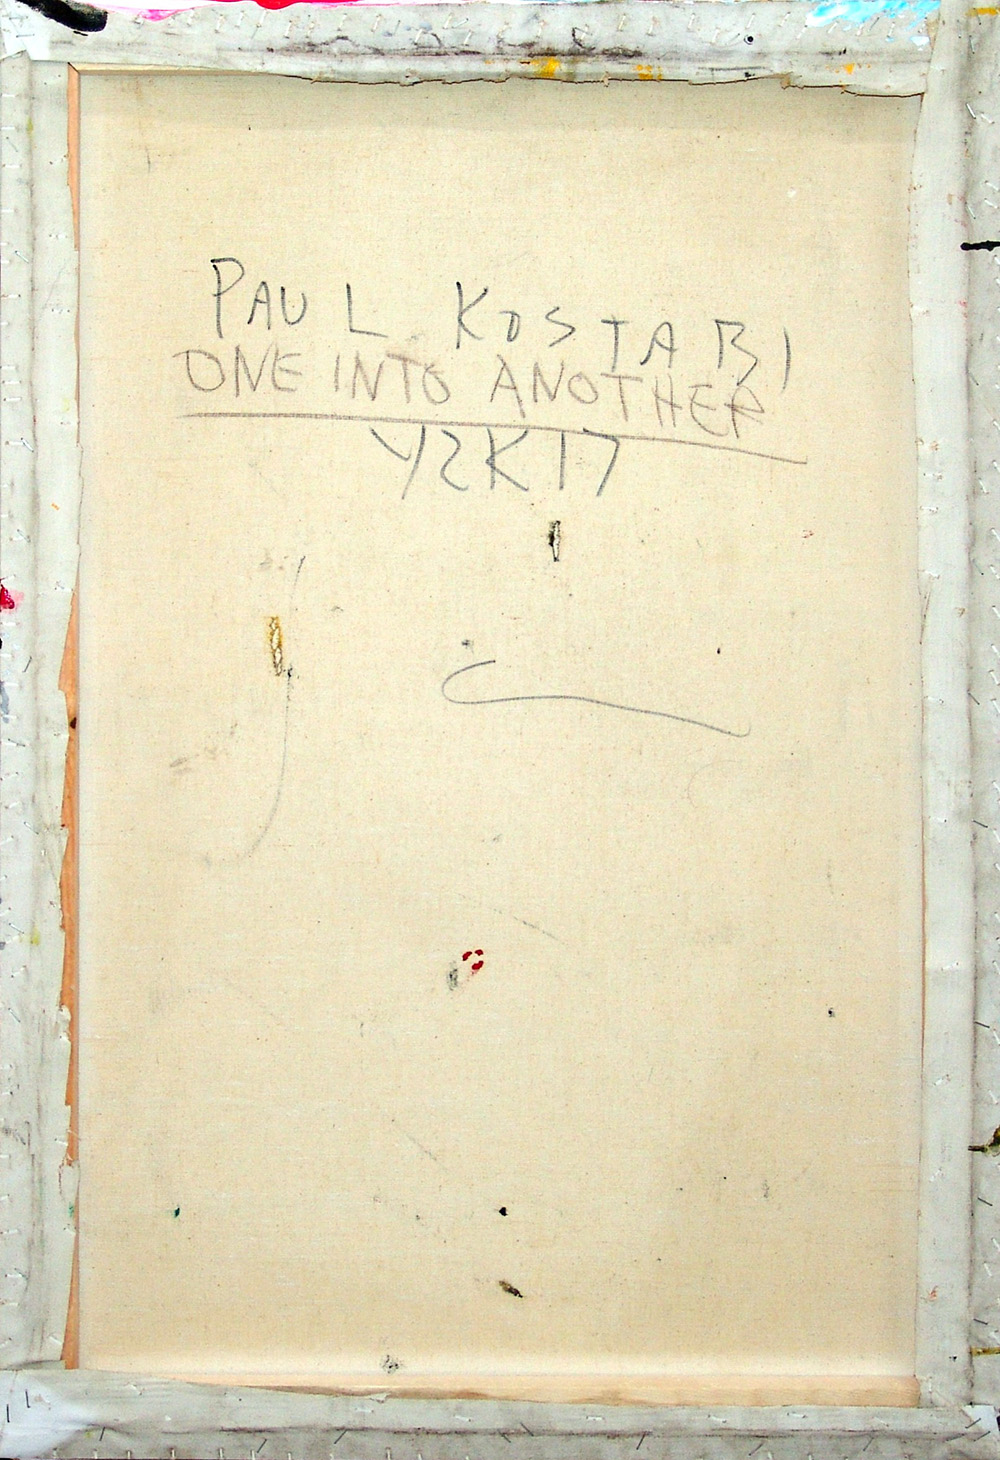 PAUL KOSTABI
ONE INTO ANOTHER
Y2K17